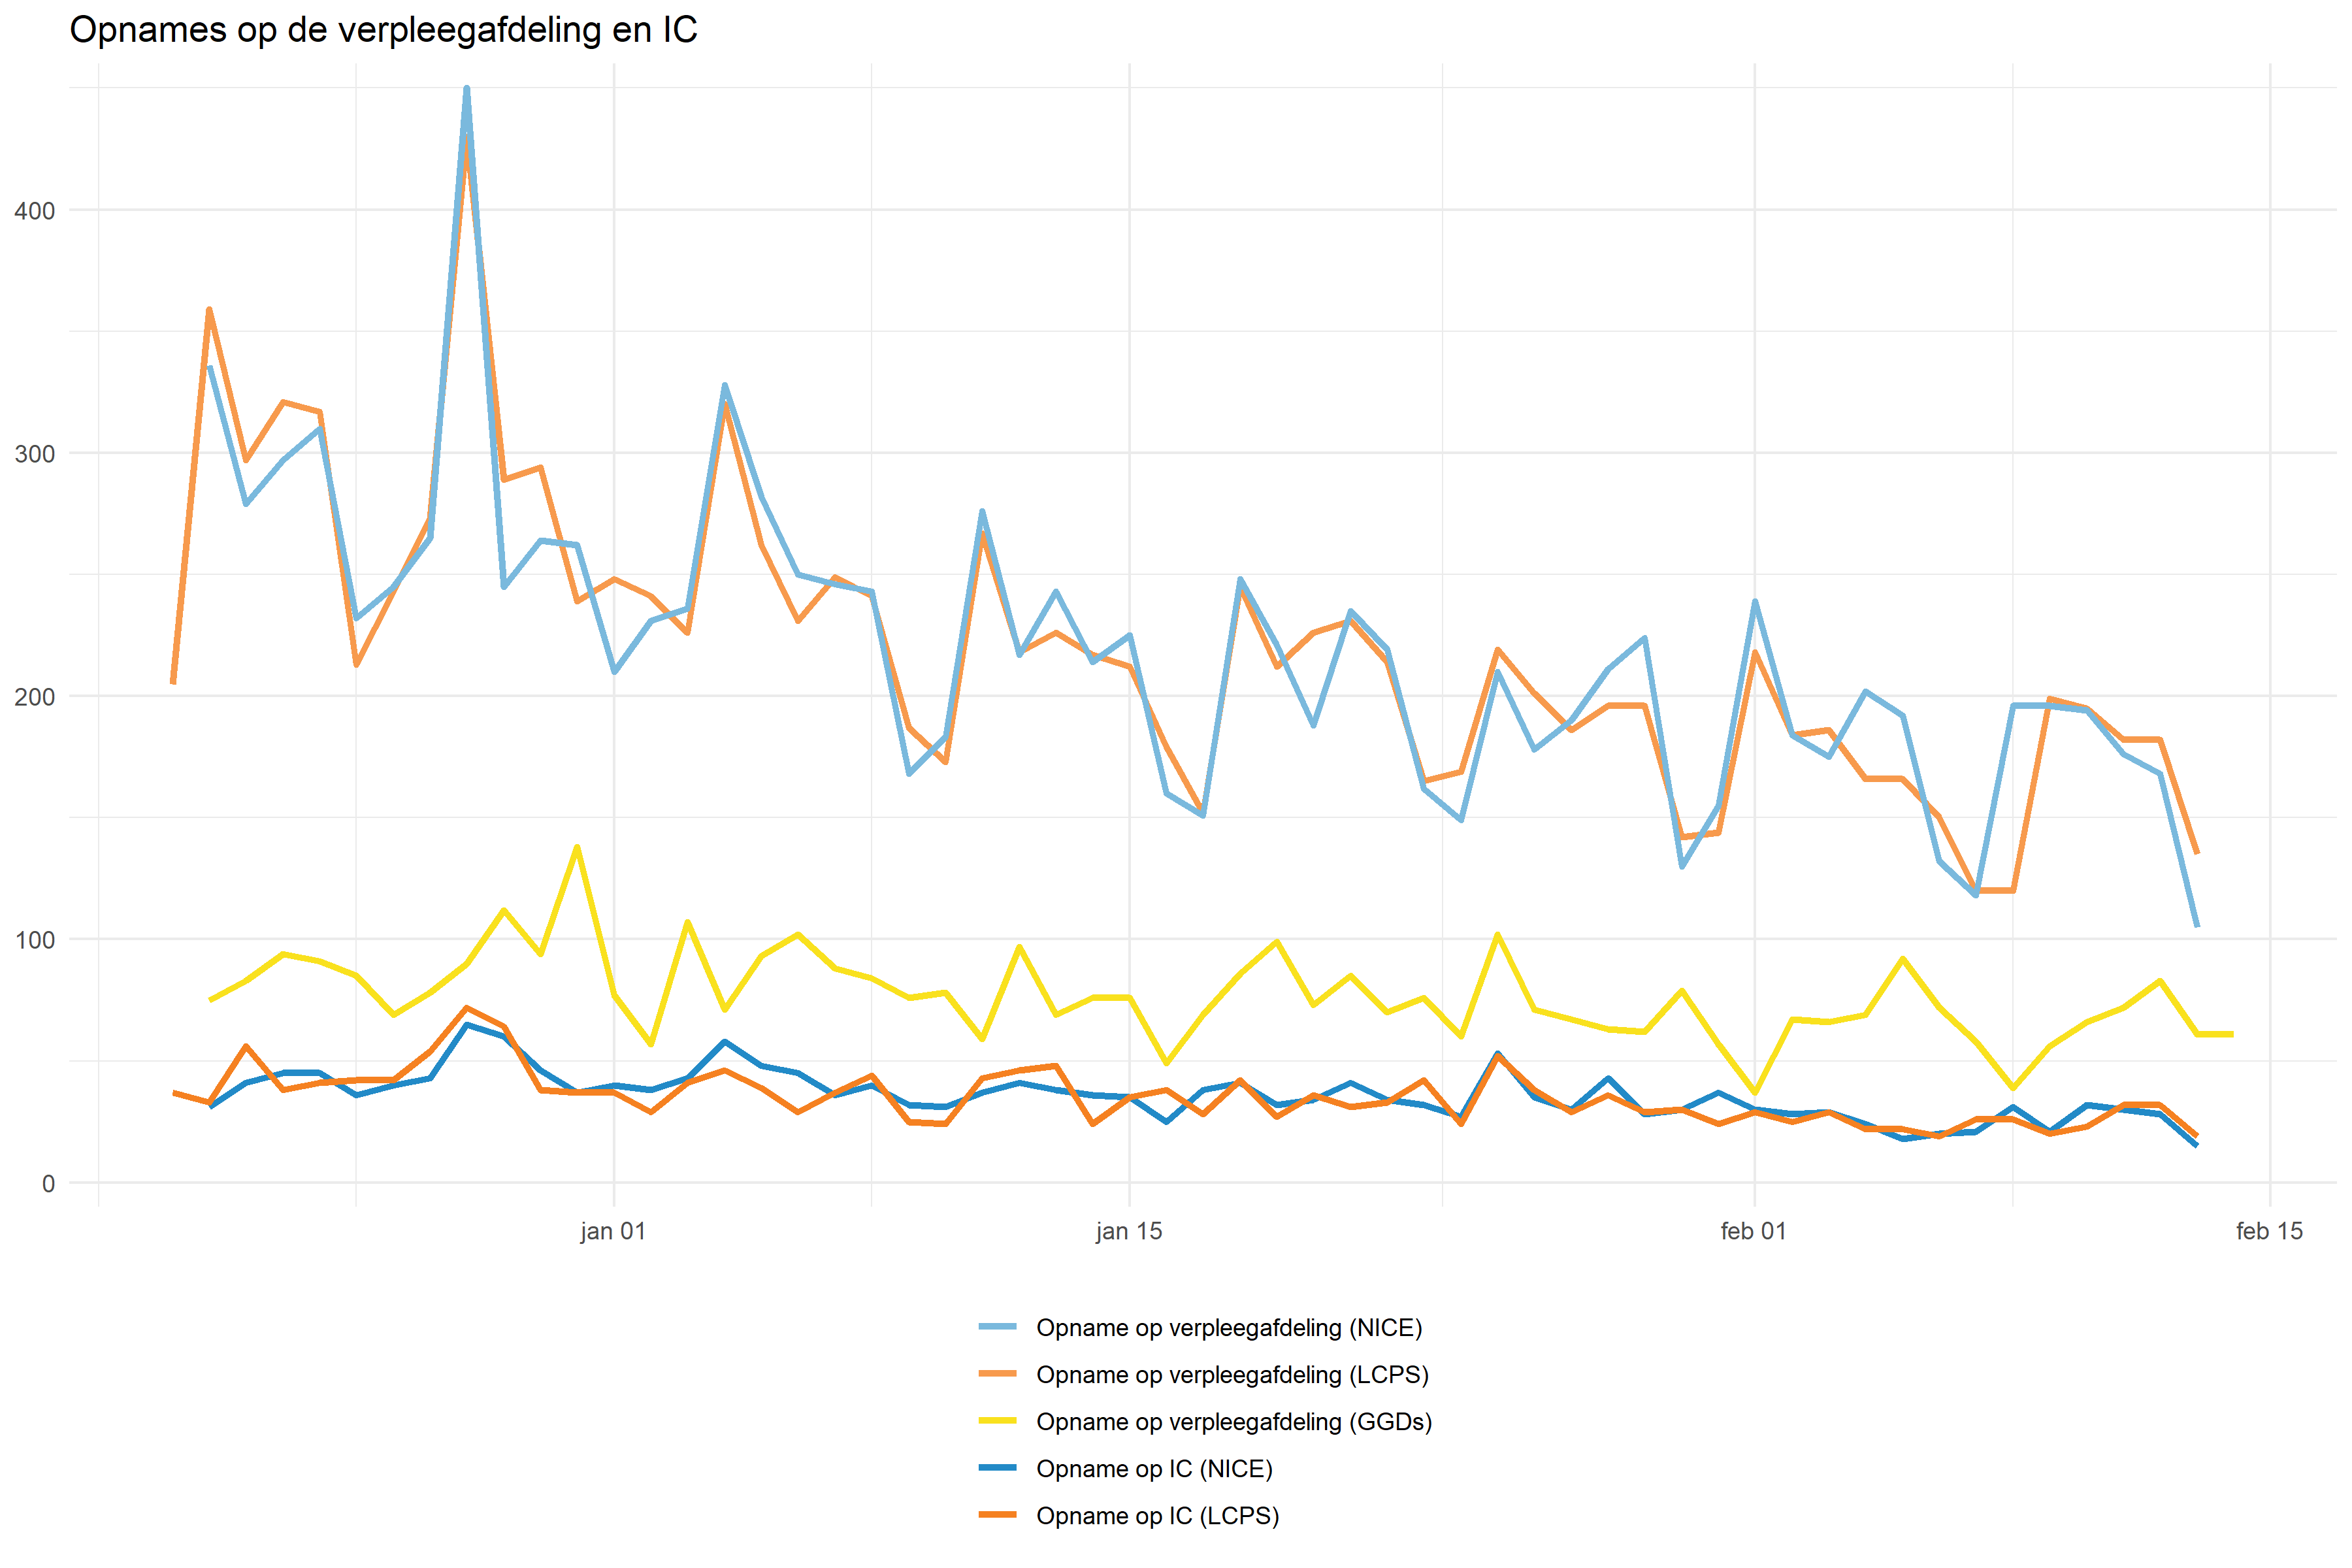 Opnames op de verpleegafdeling en IC
400
300
200
100
0
jan 01 jan 15 feb 01 feb 15
Opname op verpleegafdeling (NICE)
Opname op verpleegafdeling (LCPS)
Opname op verpleegafdeling (GGDs)
Opname op IC (NICE)
Opname op IC (LCPS)